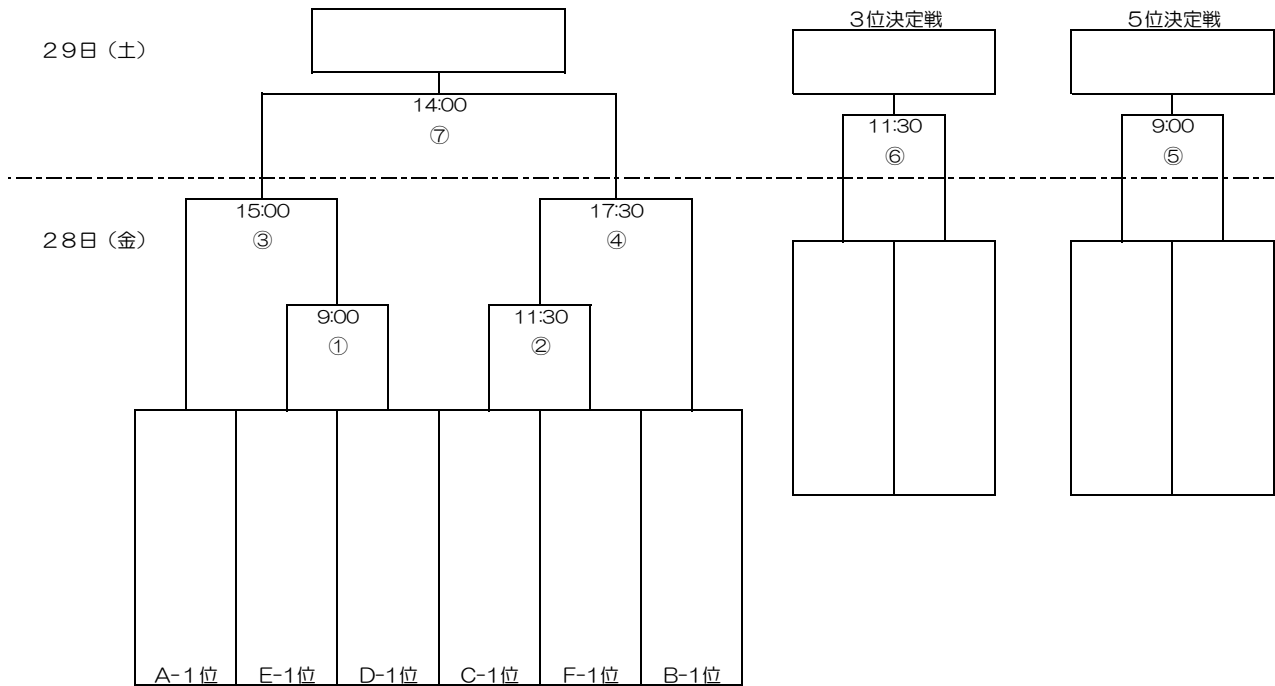 ３位決定戦
５位決定戦
２９日（土）
14:00
⑦
11:30
⑥
9:00
⑤
15:00
③
17:30
④
２８日（金）
9:00
①
11:30
②
A-１位
E-1位
D-1位
C-1位
F-1位
B-1位